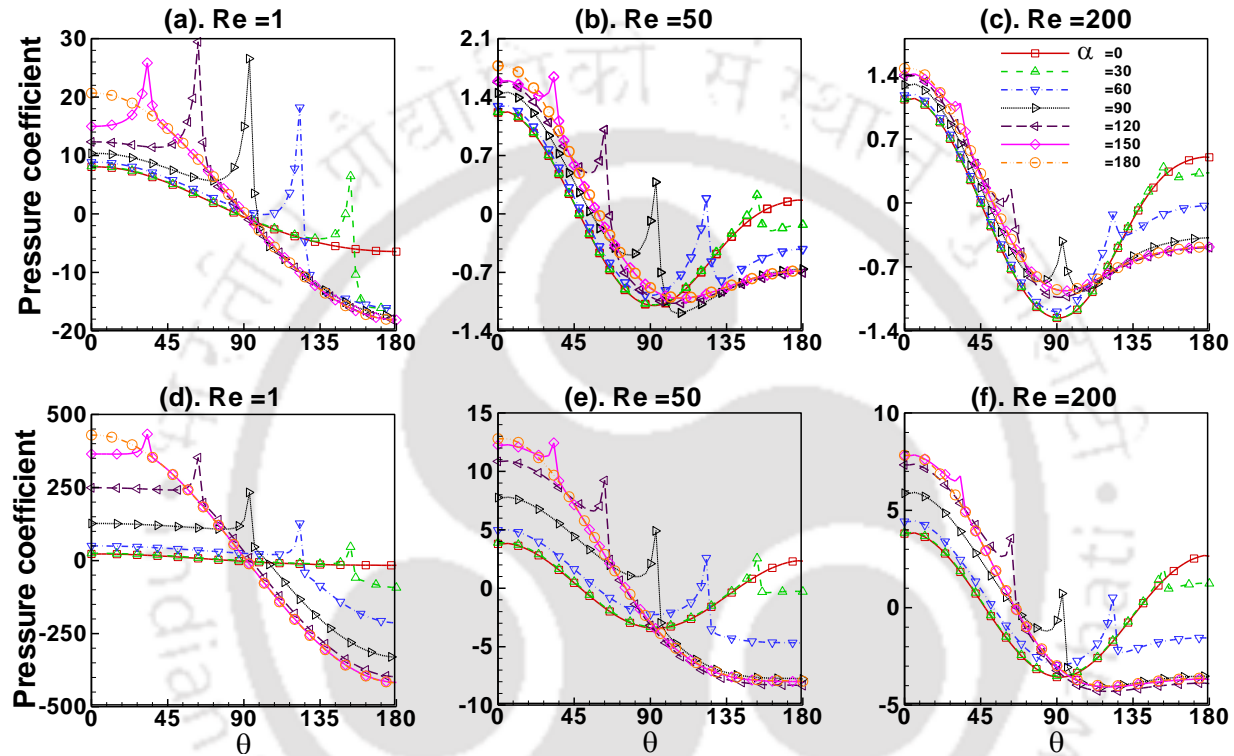 (a). Re =1
(b). Re =50
(c). Re =200
Pressure coefficient
30
20
10
0
-10
-20
0 45 90 135 180
2.1
1.4
0.7
0
-0.7
-1.4
0 45 90 135 180
1.4
0.7
0
-0.7
-1.4
0 45 90 135 180
α =0
=30
=60
=90
=120
=150
=180
(d). Re =1
(e). Re =50
(f). Re =200
Pressure coefficient
500
250
0
-250
-500
0 45 90 135 180
θ
15
10
5
0
-5
-10
0 45 90 135 180
θ
10
5
0
-5
0 45 90 135 180
θ